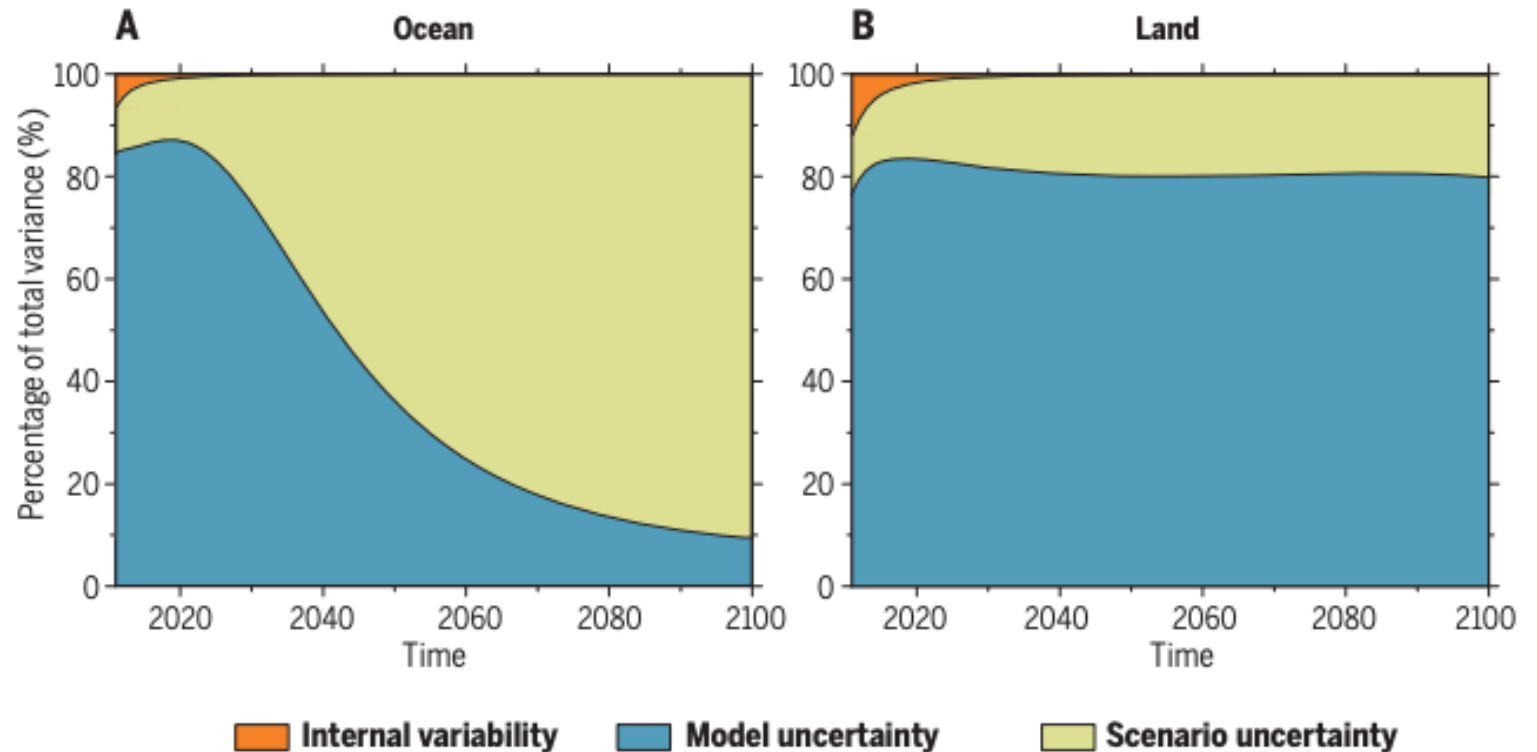 A Ocean
B Land
Percentage of total variance (%)
100
80
60
40
20
0
2020 2040 2060 2080 2100
Time
100
80
60
40
20
0
2020 2040 2060 2080 2100
Time
Internal variability Model uncertainty Scenario uncertainty